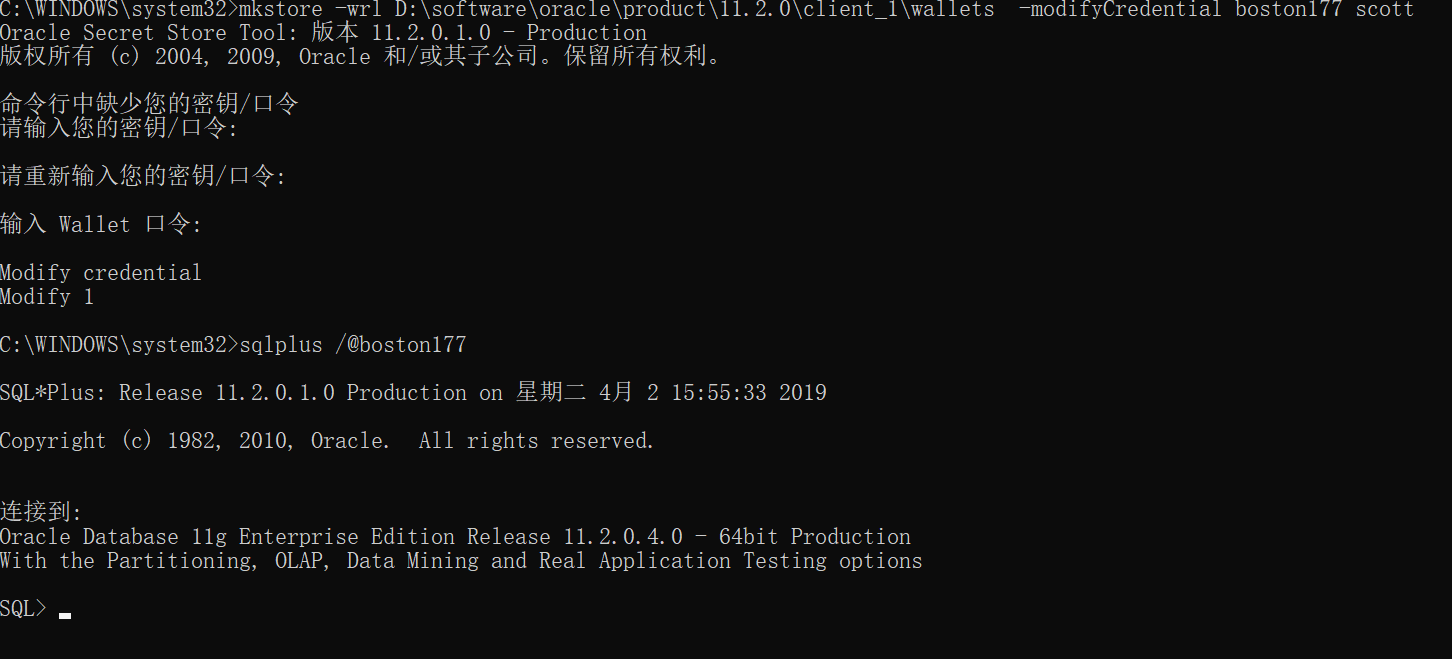 C:\WINDOWS\system32>mkstore -wrl D:\software\oracle\product\11.2.0\client_1\wallets  -modifyCredential boston177 scott
Oracle Secret Store Tool: 版本 11.2.0.1.0 - Production
版权所有 (c) 2004, 2009, Oracle 和/或其子公司。保留所有权利。
命令行中缺少您的密钥/口令
请输入您的密钥/口令:
请重新输入您的密钥/口令:
输入 Wallet 口令:
Modify credential
Modify 1
C:\WINDOWS\system32>sqlplus /@boston177
SQL*Plus: Release 11.2.0.1.0 Production on 星期二 4月 2 15:55:33 2019
Copyright (c) 1982, 2010, Oracle.  All rights reserved.
连接到:
Oracle Database 11g Enterprise Edition Release 11.2.0.4.0 - 64bit Production
With the Partitioning, OLAP, Data Mining and Real Application Testing options
SQL>